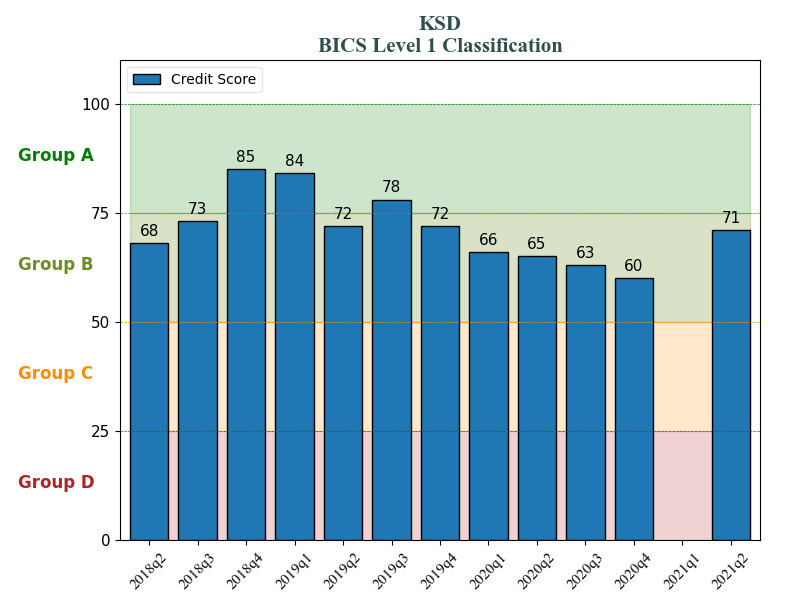 KSD
BICS Level 1 Classification
Credit Score
100
Group A
85
84
78
75
73
72
72
71
68
66
65
Group B
63
60
50
Group C
25
Group D
0
2018q2
2018q3
2018q4
2019q1
2019q2
2019q3
2019q4
2020q1
2020q2
2020q3
2020q4
2021q1
2021q2